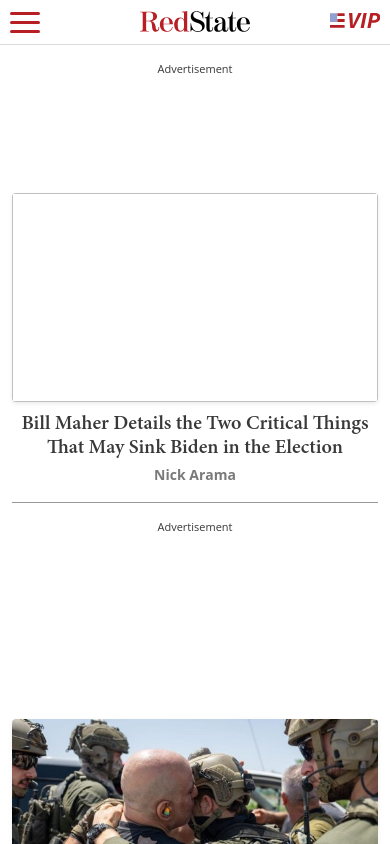 RedState
VIP
Advertisement
Bill Maher Details the Two Critical Things
That May Sink Biden in the Election
Nick Arama
Advertisement